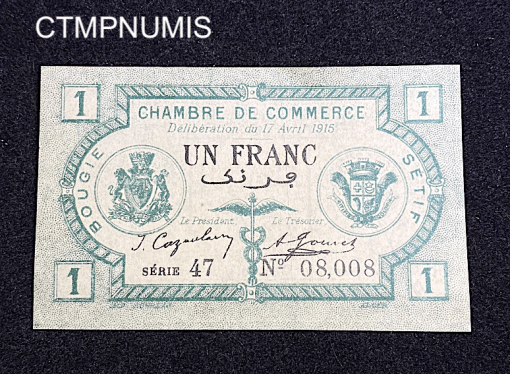 CTMPNUMIS
1 1
CHAMBRE DE COMMERCE
Délibération du 17 Avril 1915
BOUGIE
SETIF
UN FRANC
فرنك
Le Président Le Trésorier
SÉRIE 47 Nº 08,008
1 1